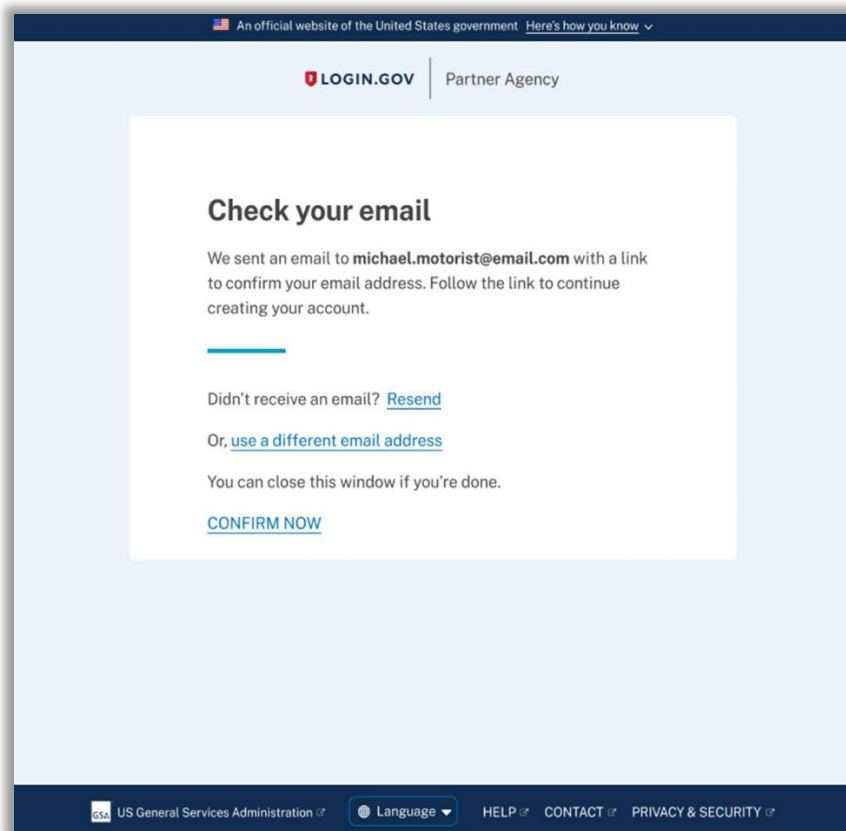 An official website of the United States government Here's how you know
LOGIN.GOV Partner Agency
Check your email
We sent an email to michael.motorist@email.com with a link
to confirm your email address. Follow the link to continue
creating your account.
Didn't receive an email? Resend
Or, use a different email address
You can close this window if you're done.
CONFIRM NOW
GSA US General Services Administration Language HELP CONTACT PRIVACY & SECURITY